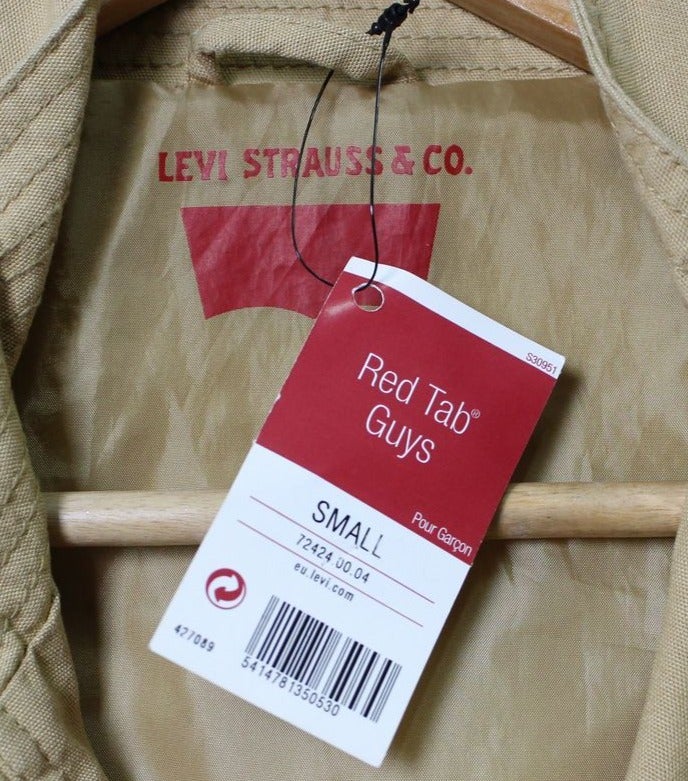 LEVI STRAUSS & CO.
S30951
Red Tab®
Guys
Pour Garçon
SMALL
72424.00.04
eu.levi.com
427089
5414781350530